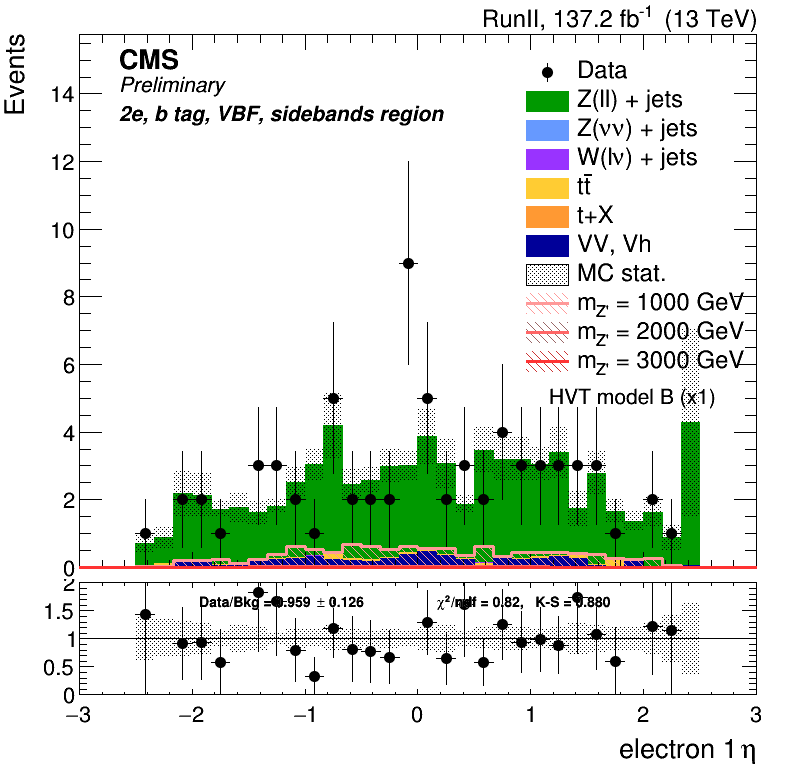 RunII, 137.2 fb⁻¹ (13 TeV)
Events
CMS
Preliminary
2e, b tag, VBF, sidebands region
Data
Z(ll) + jets
Z(νν) + jets
W(lν) + jets
tt̄
t+X
VV, Vh
MC stat.
m_Z' = 1000 GeV
m_Z' = 2000 GeV
m_Z' = 3000 GeV
HVT model B (x1)
14
12
10
8
6
4
2
0
2
1.5
1
0.5
0
Data/Bkg = 0.959 ± 0.126
χ²/ndf = 0.82, K-S = 0.880
−3 −2 −1 0 1 2 3
electron 1 η